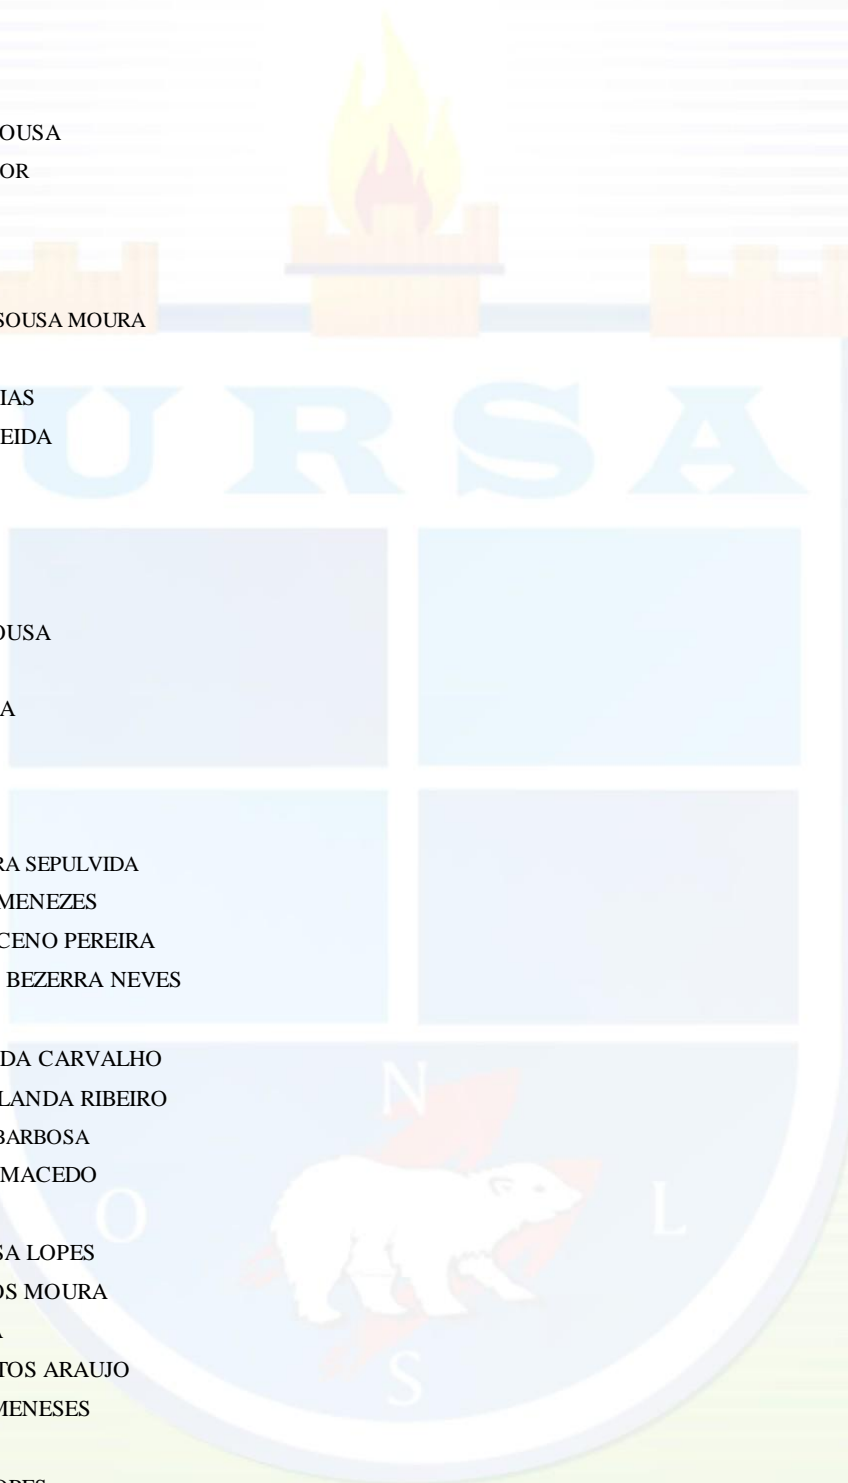 OUSA
OR
SOUSA MOURA
IAS
EIDA
URSA
OUSA
A
RA SEPULVIDA
MENEZES
CENO PEREIRA
BEZERRA NEVES
DA CARVALHO
LANDA RIBEIRO
BARBOSA
MACEDO
SA LOPES
OS MOURA
A
TOS ARAUJO
MENESES
N
O
L
S